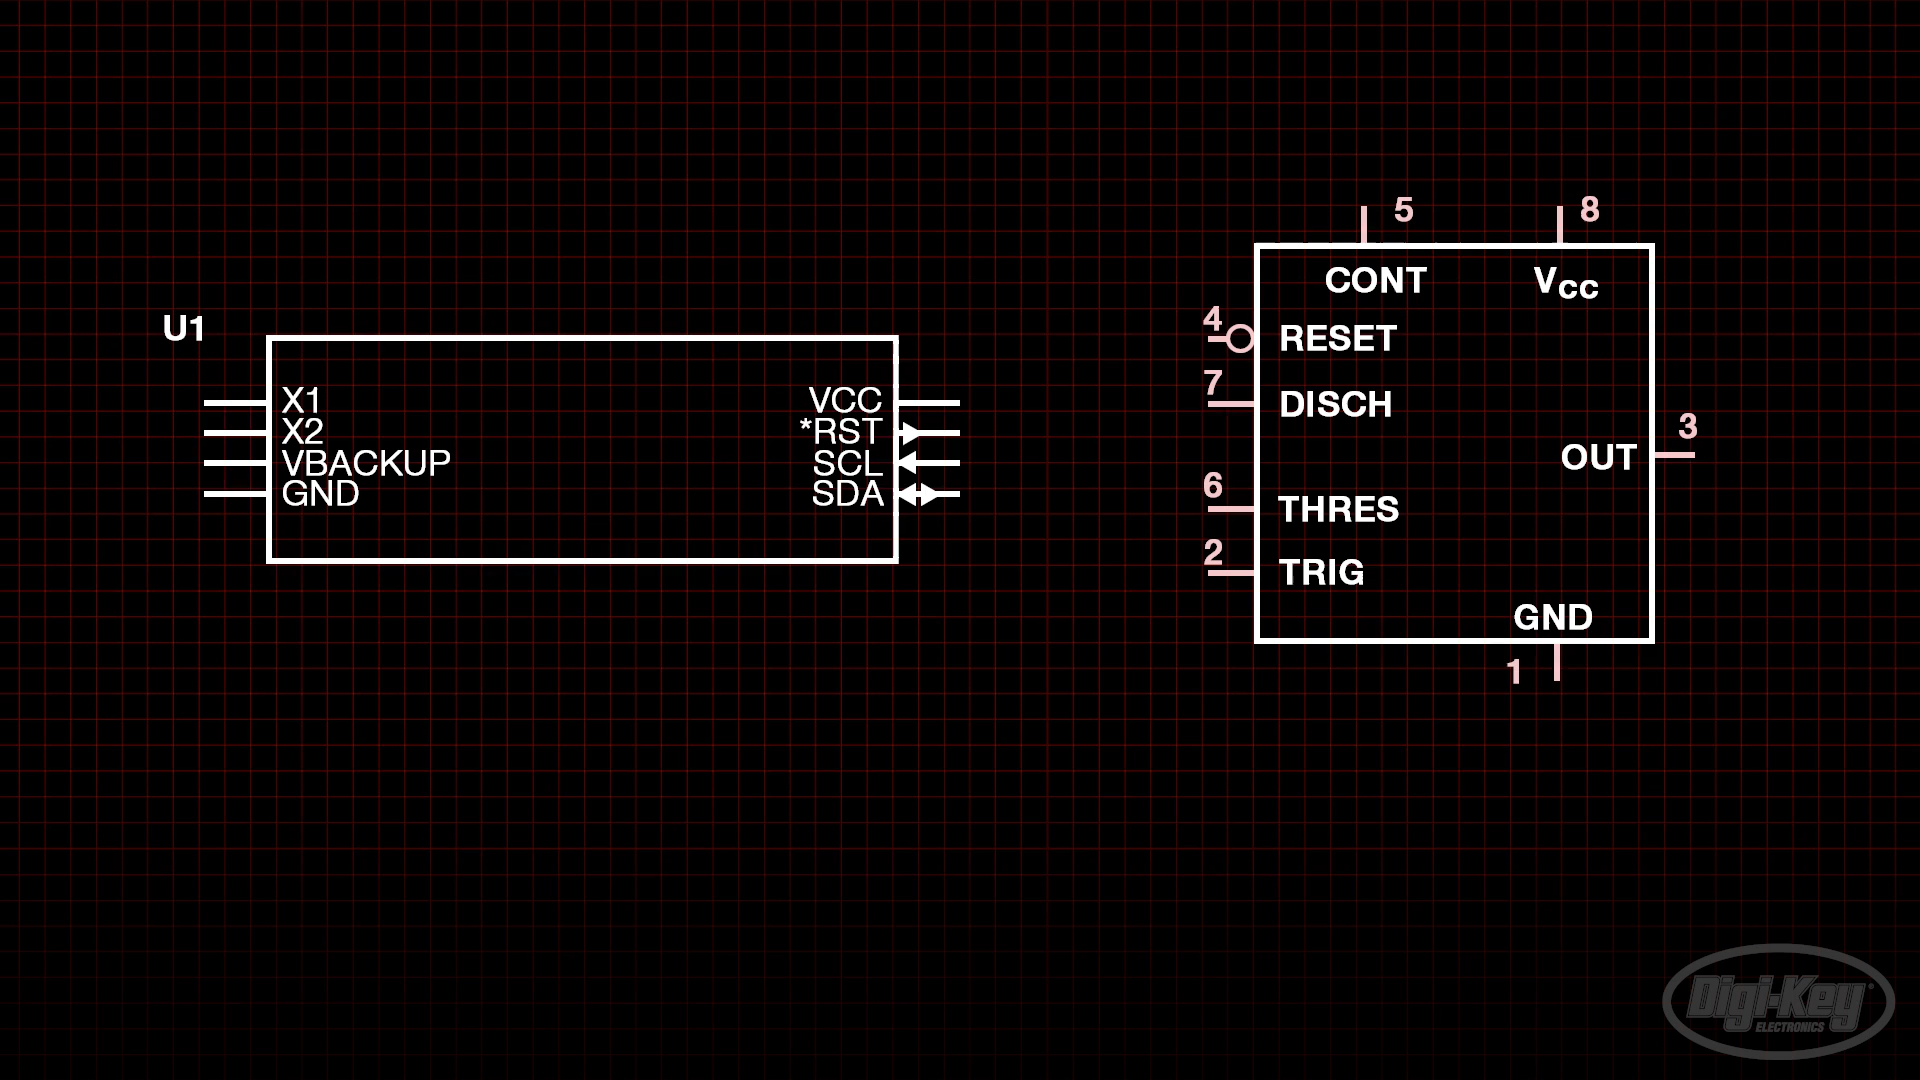 U1
X1
X2
VBACKUP
GND
VCC
*RST
SCL
SDA
5
8
CONT
Vcc
4
RESET
7
DISCH
3
OUT
6
THRES
2
TRIG
GND
1
Digi-Key®
ELECTRONICS